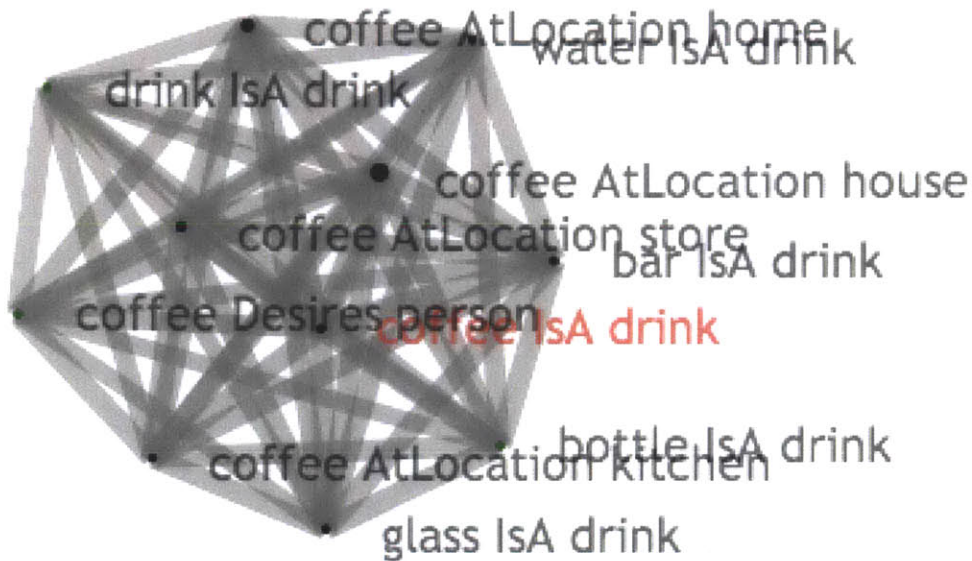 coffee AtLocation home
water IsA drink
drink IsA drink
coffee AtLocation house
coffee AtLocation store
bar IsA drink
coffee Desires person
coffee IsA drink
bottle IsA drink
coffee AtLocation kitchen
glass IsA drink